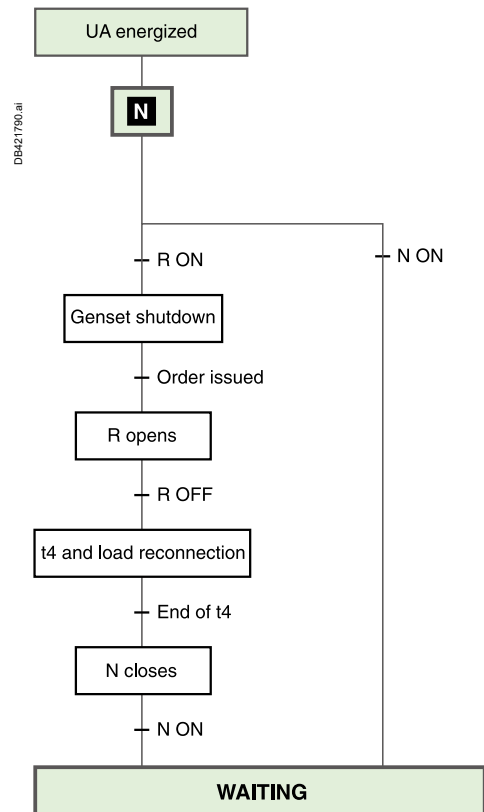 UA energized
N
DB421790.ai
R ON
N ON
Genset shutdown
Order issued
R opens
R OFF
t4 and load reconnection
End of t4
N closes
N ON
WAITING